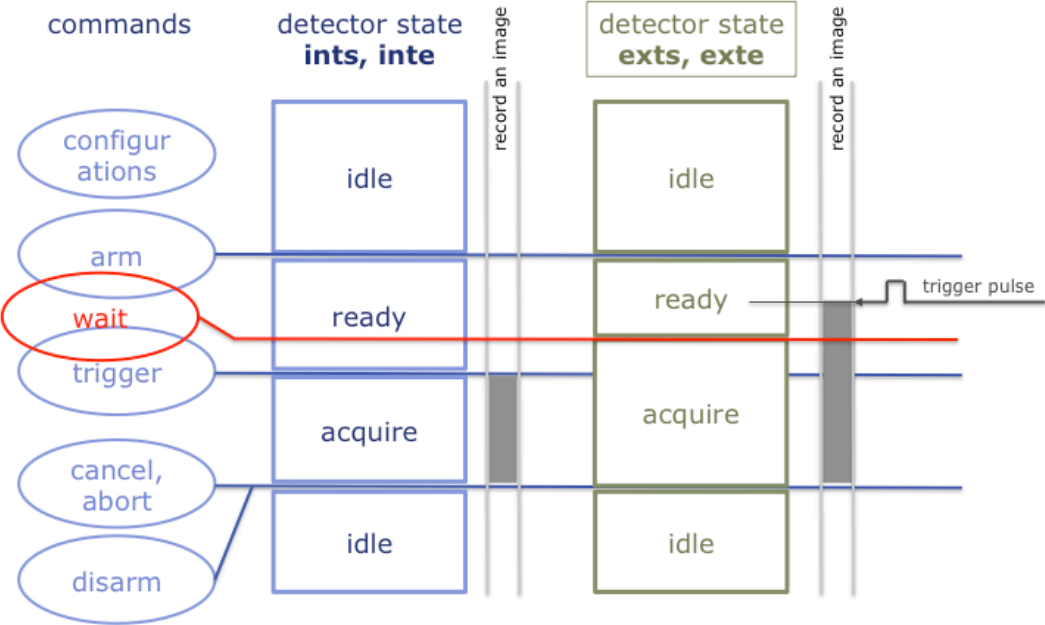 commands
detector state
ints, inte
record an image
detector state
exts, exte
record an image
configur
ations
idle
idle
arm
wait
ready
ready
trigger pulse
trigger
acquire
acquire
cancel,
abort
idle
idle
disarm